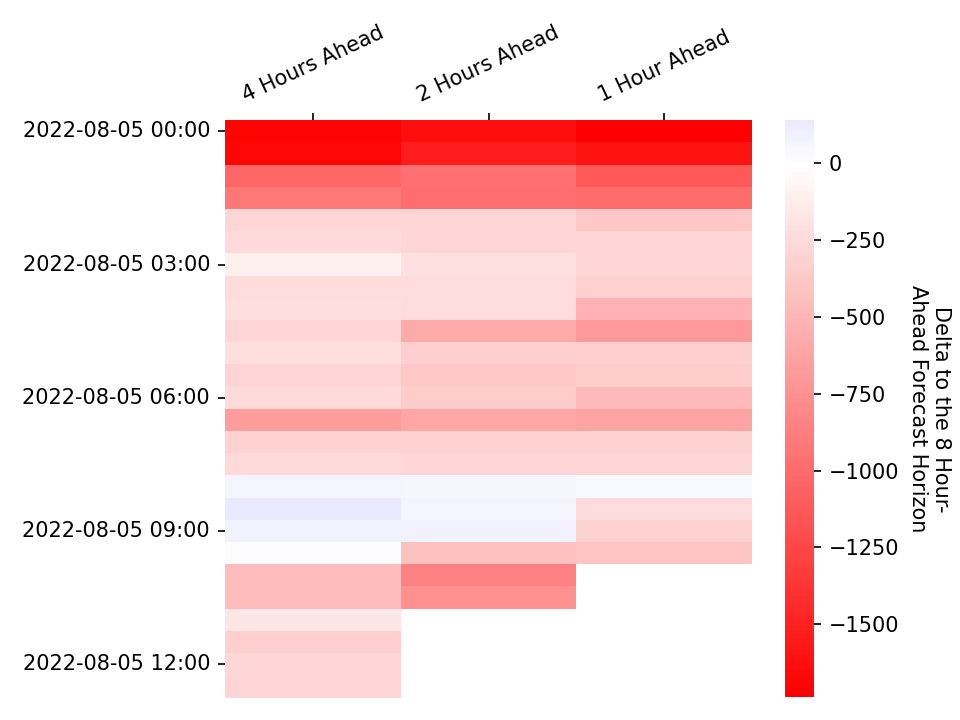 4 Hours Ahead
2 Hours Ahead
1 Hour Ahead
2022-08-05 00:00
2022-08-05 03:00
2022-08-05 06:00
2022-08-05 09:00
2022-08-05 12:00
0
−250
−500
−750
−1000
−1250
−1500
Delta to the 8 Hour-
Ahead Forecast Horizon